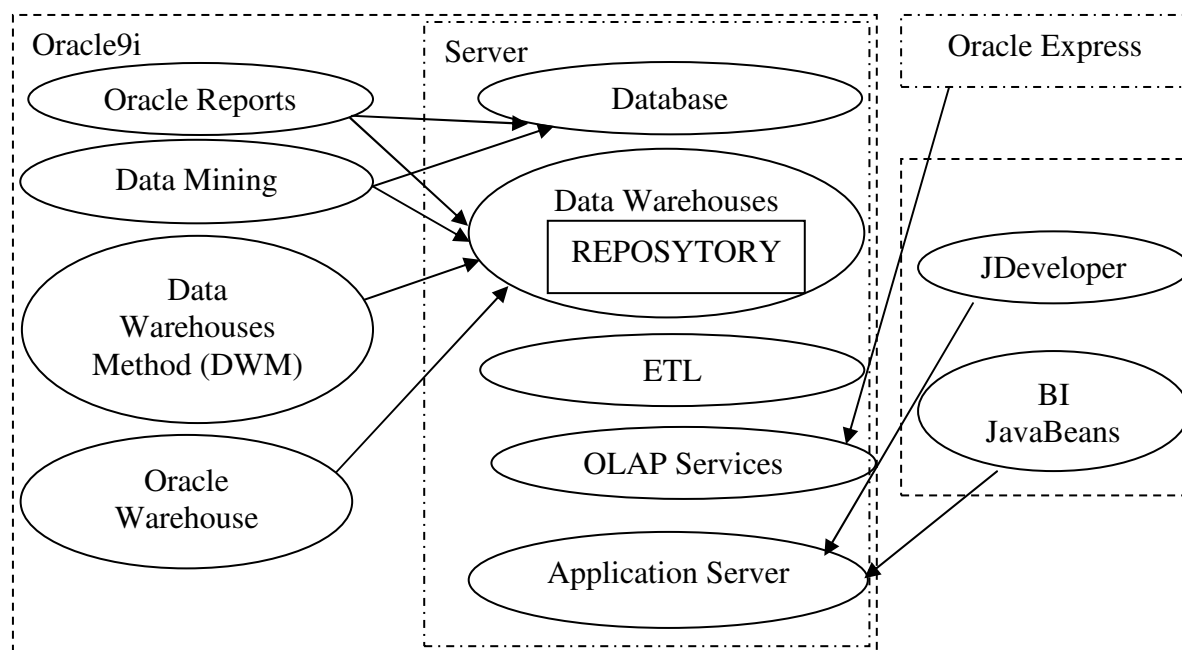 Oracle9i
Oracle Reports
Data Mining
Data
Warehouses
Method (DWM)
Oracle
Warehouse
Server
Database
Data Warehouses
REPOSYTORY
ETL
OLAP Services
Application Server
Oracle Express
JDeveloper
BI
JavaBeans